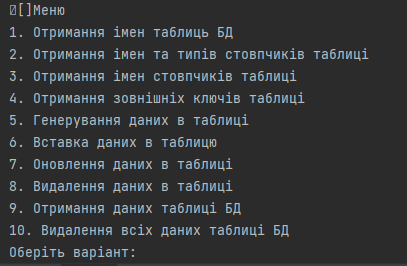 []Меню
1. Отримання імен таблиць БД
2. Отримання імен та типів стовпчиків таблиці
3. Отримання імен стовпчиків таблиці
4. Отримання зовнішніх ключів таблиці
5. Генерування даних в таблиці
6. Вставка даних в таблицю
7. Оновлення даних в таблиці
8. Видалення даних в таблиці
9. Отримання даних таблиці БД
10. Видалення всіх даних таблиці БД
Оберіть варіант: